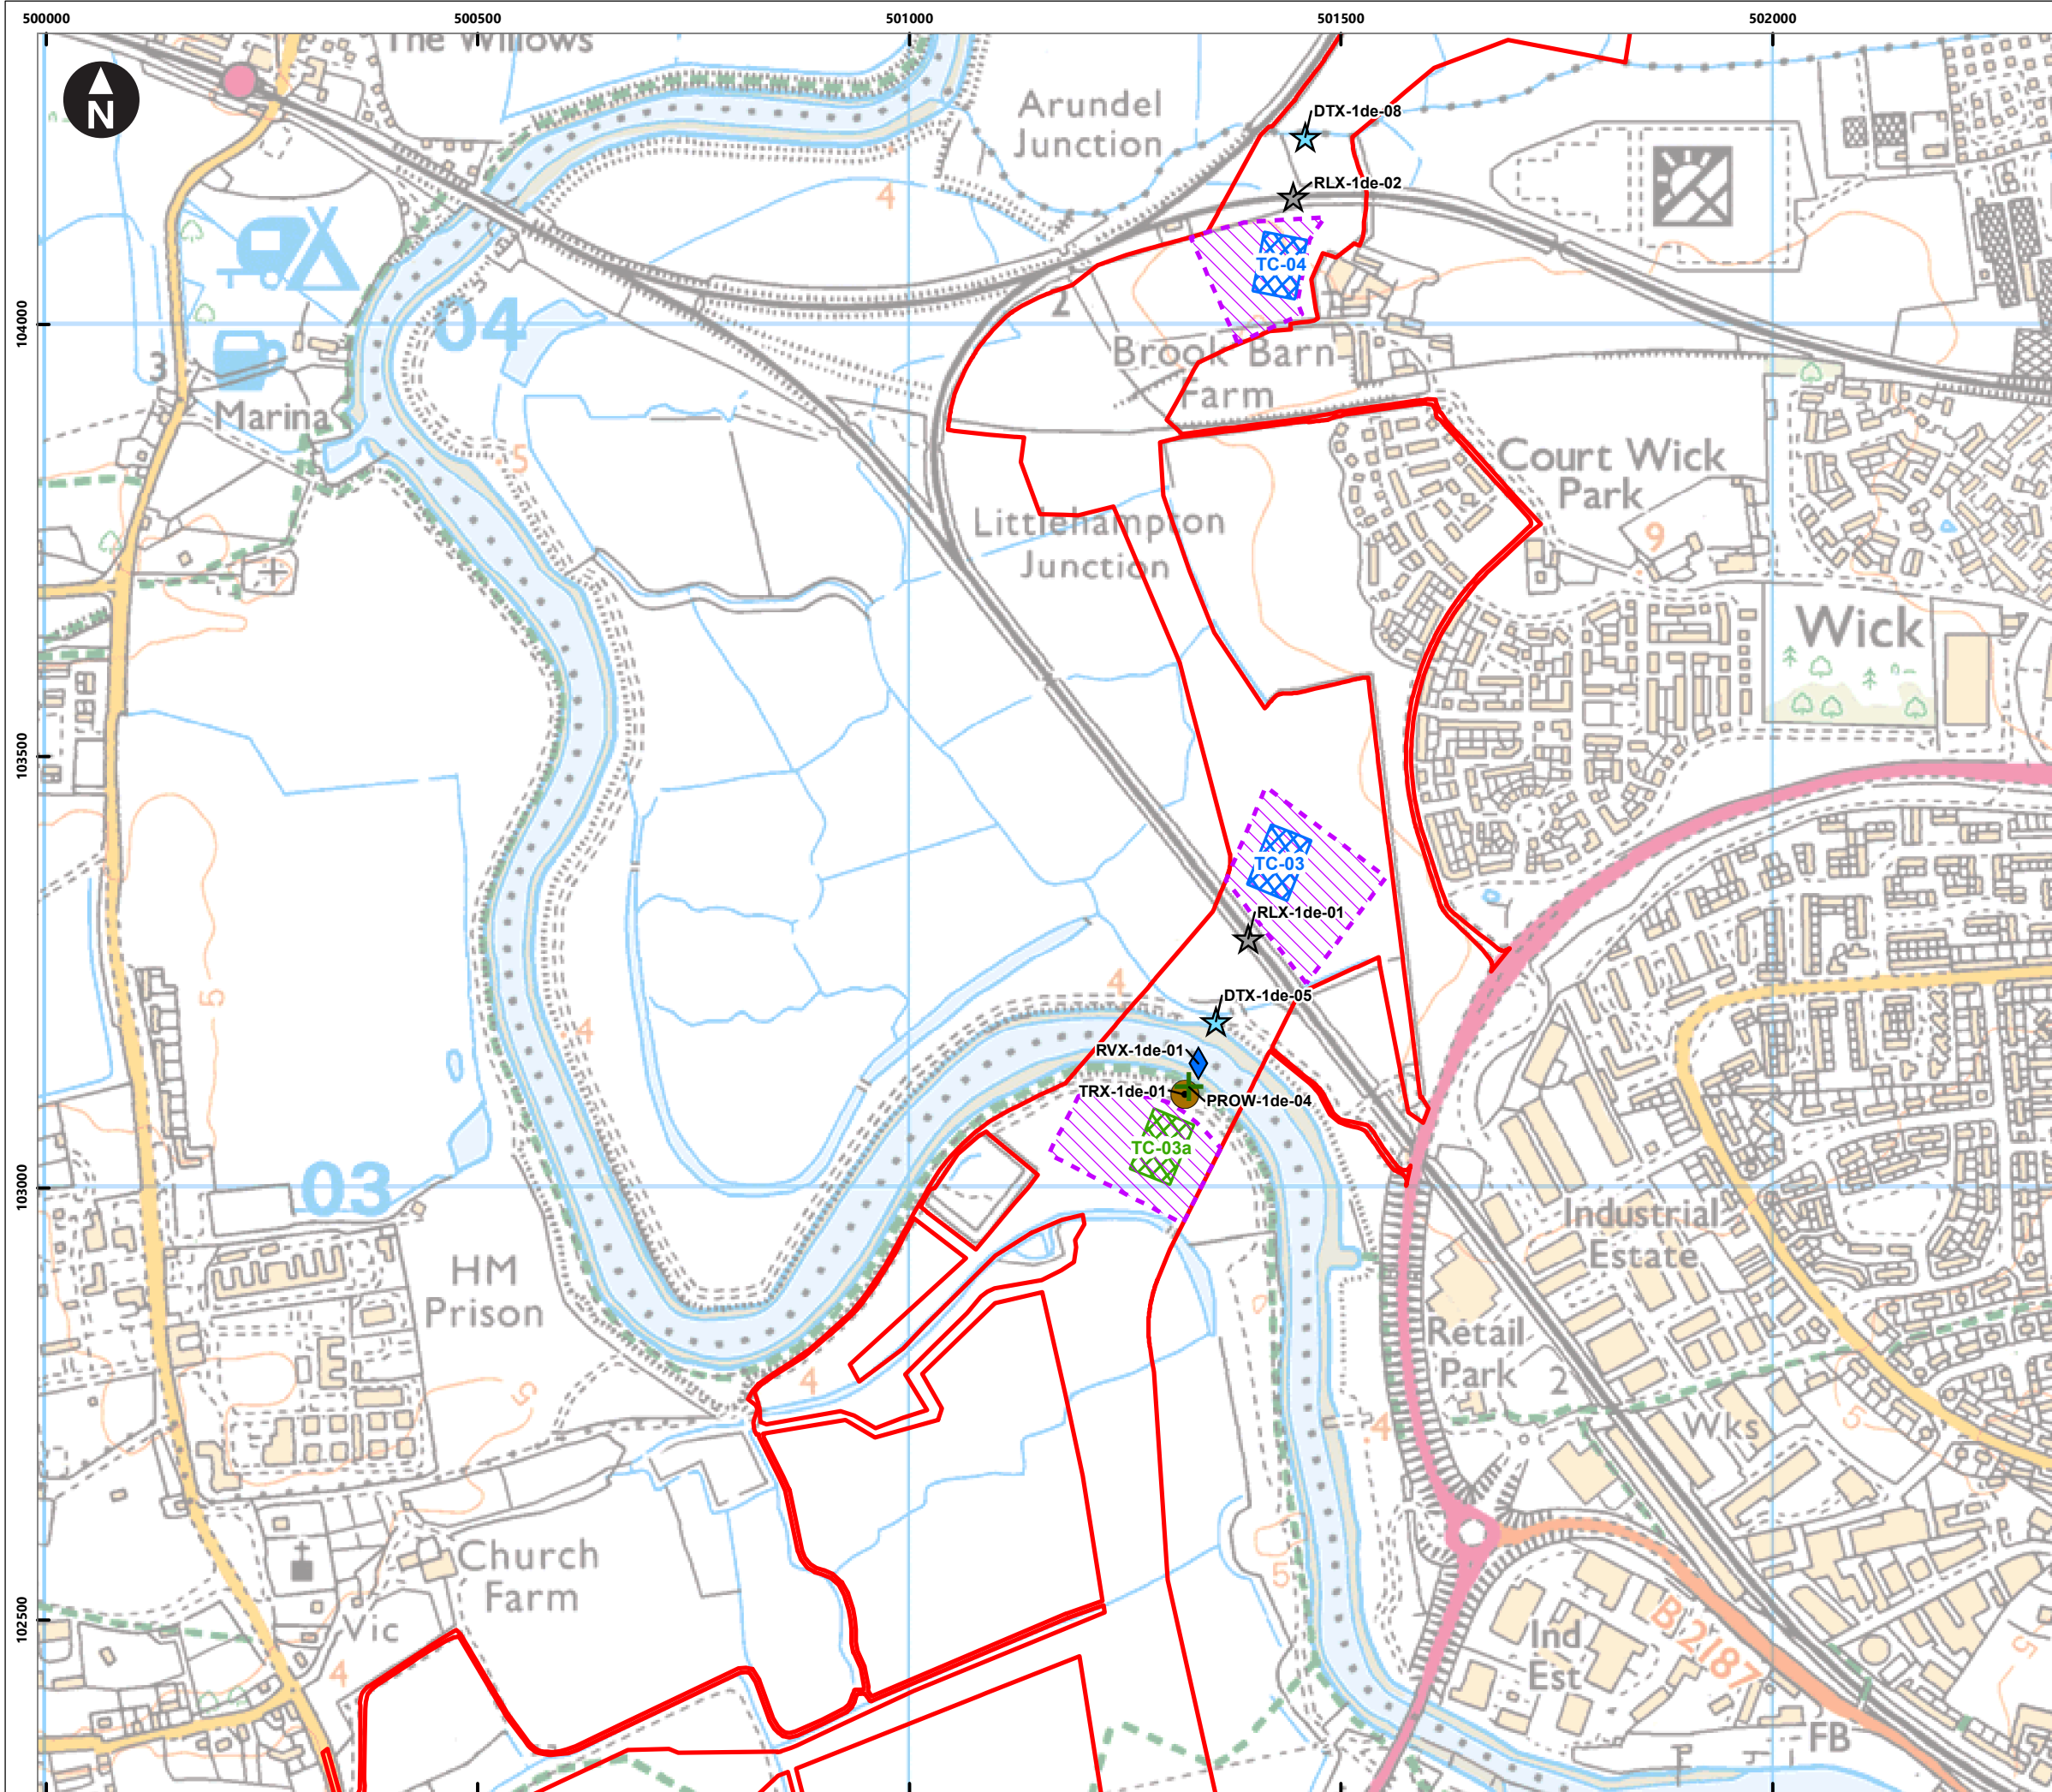 500000
500500
501000
501500
502000
The Willows
N
Arundel
Junction
DTX-1de-08
RLX-1de-02
4
TC-04
104000
04
2
3
Brook Barn
Farm
Marina
5
Court Wick
Park
Littlehampton
Junction
9
Wick
103500
TC-03
RLX-1de-01
5
4
4
DTX-1de-05
RVX-1de-01
TRX-1de-01
PROW-1de-04
TC-03a
103000
03
Industrial
Estate
HM
Prison
Retail
Park
2
4
5
4
Wks
5
Church
Farm
5
Vic
4
102500
Ind
Est
B 2187
5
FB